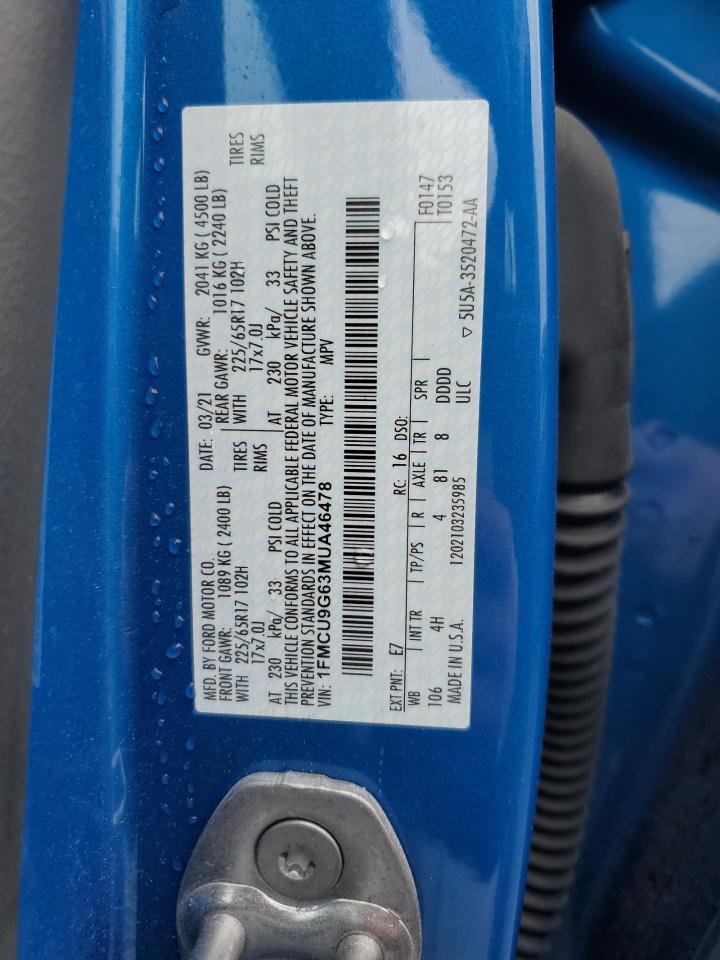 MFD. BY FORD MOTOR CO.
DATE: 03/21 GVWR: 2041 KG ( 4500 LB)
FRONT GAWR: 1089 KG ( 2400 LB) REAR GAWR: 1016 KG ( 2240 LB)
WITH 225/65R17 102H TIRES WITH 225/65R17 102H TIRES
17x7.0J RIMS 17x7.0J RIMS
AT 230 kPa/ 33 PSI COLD AT 230 kPa/ 33 PSI COLD
THIS VEHICLE CONFORMS TO ALL APPLICABLE FEDERAL MOTOR VEHICLE SAFETY AND THEFT
PREVENTION STANDARDS IN EFFECT ON THE DATE OF MANUFACTURE SHOWN ABOVE.
VIN: 1FMCU9G63MUA46478 TYPE: MPV
EXT PNT: E7 RC: 16 DSO: F0147
T0153
WB INT TR TP/PS R AXLE TR SPR
106 4H 4 81 8 DDDD
MADE IN U.S.A. 1202103235985 ULC ▽ 5U5A-3520472-AA